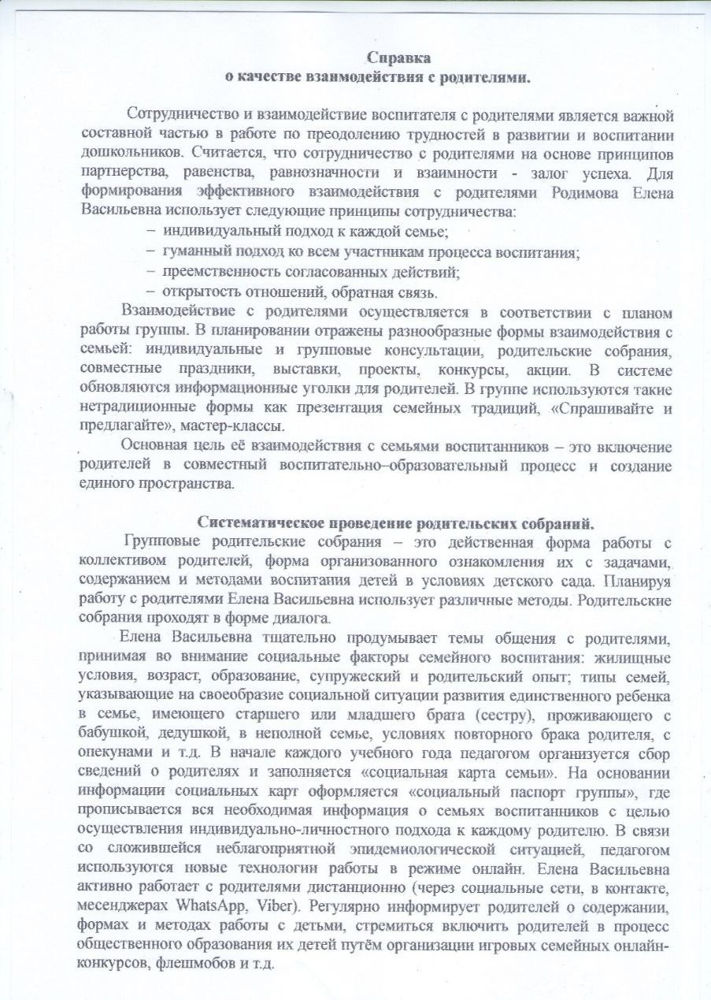 Справка
о качестве взаимодействия с родителями.
Сотрудничество и взаимодействие воспитателя с родителями является важной
составной частью в работе по преодолению трудностей в развитии и воспитании
дошкольников. Считается, что сотрудничество с родителями на основе принципов
партнерства, равенства, равнозначности и взаимности - залог успеха. Для
формирования эффективного взаимодействия с родителями Родимова Елена
Васильевна использует следующие принципы сотрудничества:
– индивидуальный подход к каждой семье;
– гуманный подход ко всем участникам процесса воспитания;
– преемственность согласованных действий;
– открытость отношений, обратная связь.
Взаимодействие с родителями осуществляется в соответствии с планом
работы группы. В планировании отражены разнообразные формы взаимодействия с
семьей: индивидуальные и групповые консультации, родительские собрания,
совместные праздники, выставки, проекты, конкурсы, акции. В системе
обновляются информационные уголки для родителей. В группе используются такие
нетрадиционные формы как презентация семейных традиций, «Спрашивайте и
предлагайте», мастер-классы.
Основная цель её взаимодействия с семьями воспитанников – это включение
родителей в совместный воспитательно–образовательный процесс и создание
единого пространства.
Систематическое проведение родительских собраний.
Групповые родительские собрания – это действенная форма работы с
коллективом родителей, форма организованного ознакомления их с задачами,
содержанием и методами воспитания детей в условиях детского сада. Планируя
работу с родителями Елена Васильевна использует различные методы. Родительские
собрания проходят в форме диалога.
Елена Васильевна тщательно продумывает темы общения с родителями,
принимая во внимание социальные факторы семейного воспитания: жилищные
условия, возраст, образование, супружеский и родительский опыт; типы семей,
указывающие на своеобразие социальной ситуации развития единственного ребенка
в семье, имеющего старшего или младшего брата (сестру), проживающего с
бабушкой, дедушкой, в неполной семье, условиях повторного брака родителя, с
опекунами и т.д. В начале каждого учебного года педагогом организуется сбор
сведений о родителях и заполняется «социальная карта семьи». На основании
информации социальных карт оформляется «социальный паспорт группы», где
прописывается вся необходимая информация о семьях воспитанников с целью
осуществления индивидуально-личностного подхода к каждому родителю. В связи
со сложившейся неблагоприятной эпидемиологической ситуацией, педагогом
используются новые технологии работы в режиме онлайн. Елена Васильевна
активно работает с родителями дистанционно (через социальные сети, в контакте,
месенджерах WhatsApp, Viber). Регулярно информирует родителей о содержании,
формах и методах работы с детьми, стремиться включить родителей в процесс
общественного образования их детей путём организации игровых семейных онлайн-
конкурсов, флешмобов и т.д.